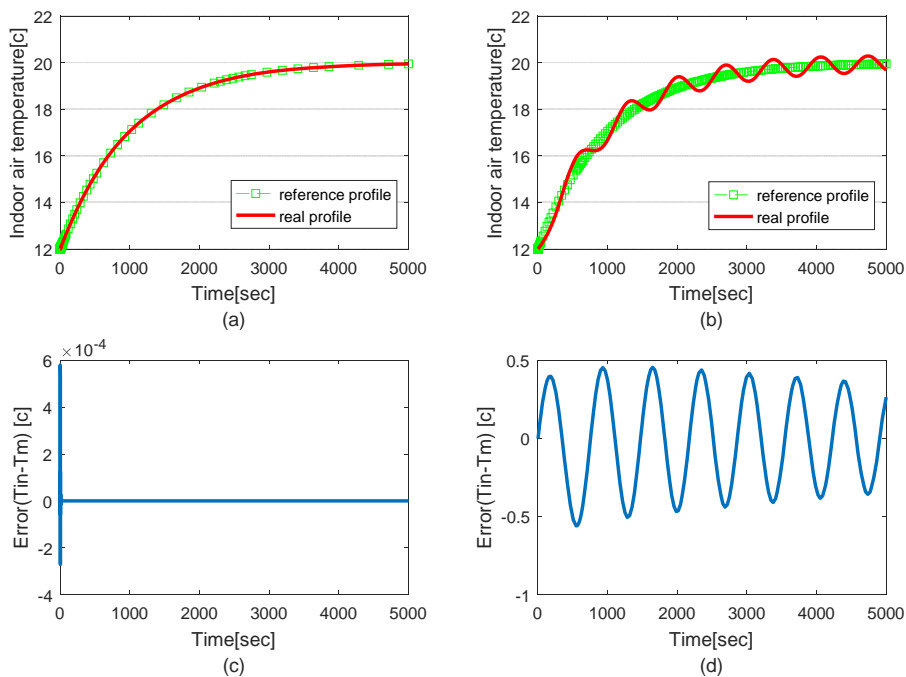 22
20
18
16
14
12
Indoor air temperature[c]
reference profile
real profile
0 1000 2000 3000 4000 5000
Time[sec]
(a)
22
20
18
16
14
12
Indoor air temperature[c]
reference profile
real profile
0 1000 2000 3000 4000 5000
Time[sec]
(b)
×10-4
6
4
2
0
-2
-4
Error(Tin-Tm) [c]
0 1000 2000 3000 4000 5000
Time[sec]
(c)
0.5
0
-0.5
-1
Error(Tin-Tm) [c]
0 1000 2000 3000 4000 5000
Time[sec]
(d)